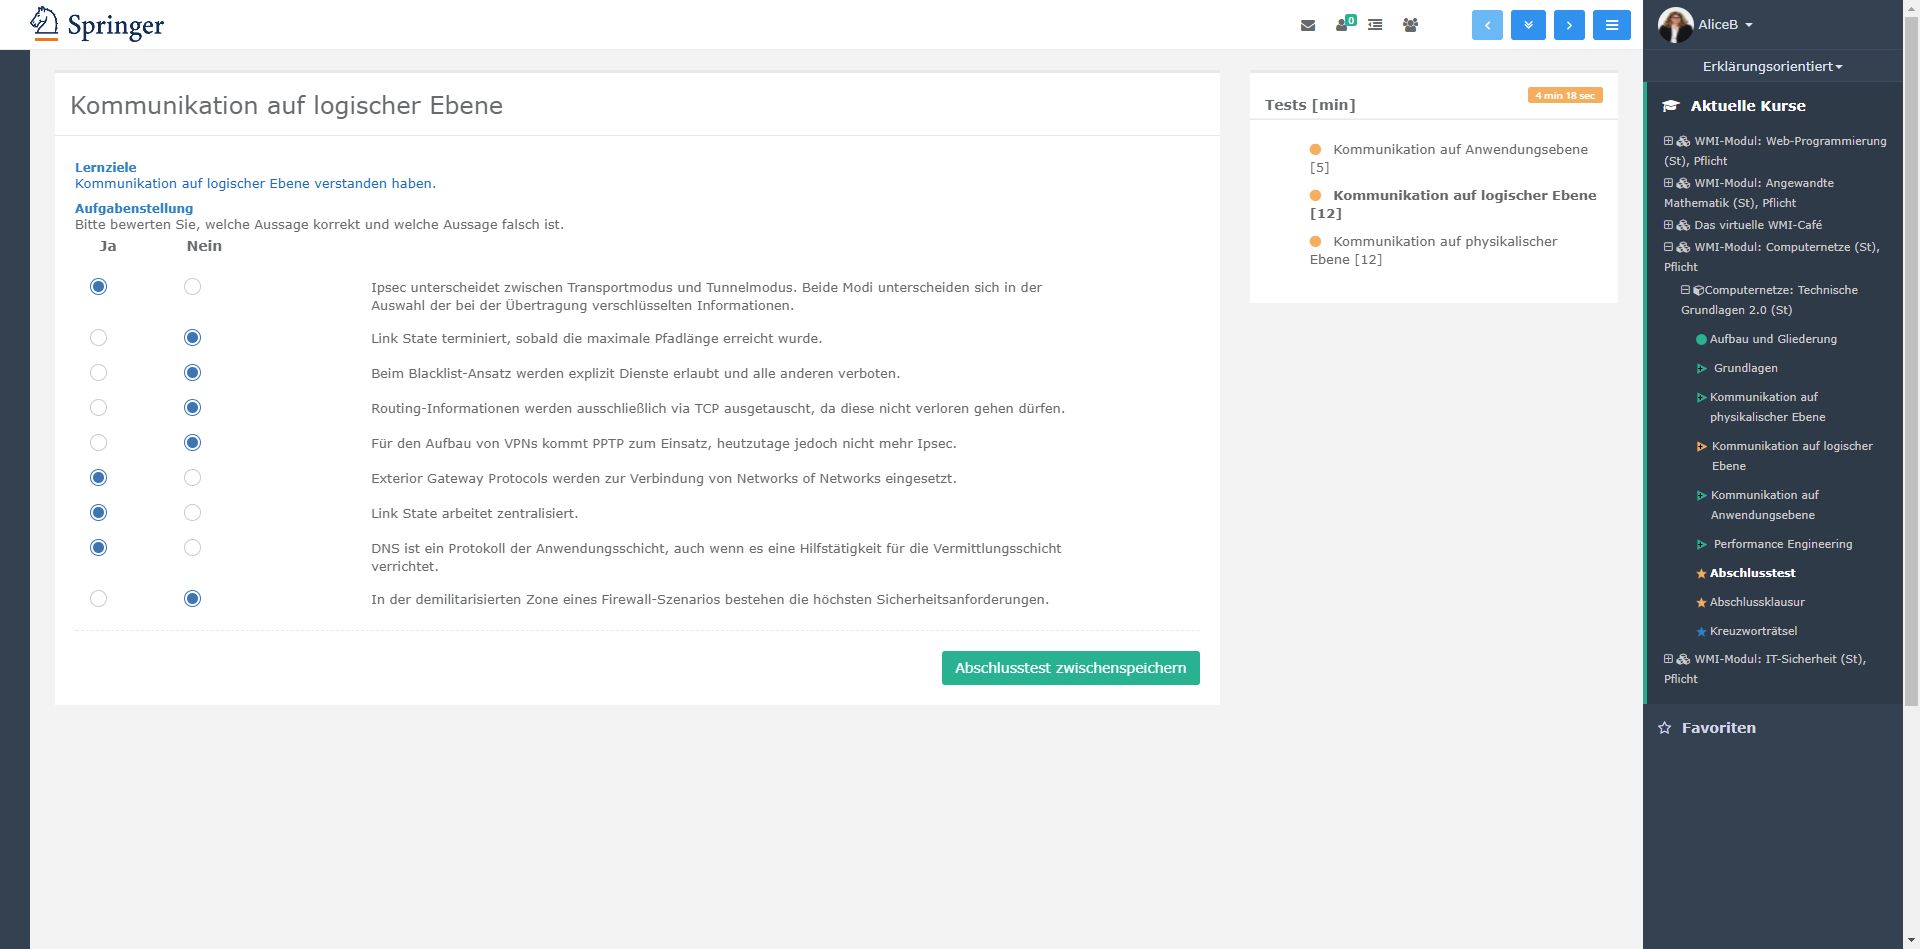 Springer
0
AliceB
Erklärungsorientiert
Kommunikation auf logischer Ebene
Lernziele
Kommunikation auf logischer Ebene verstanden haben.
Aufgabenstellung
Bitte bewerten Sie, welche Aussage korrekt und welche Aussage falsch ist.
Ja Nein
Ipsec unterscheidet zwischen Transportmodus und Tunnelmodus. Beide Modi unterscheiden sich in der
Auswahl der bei der Übertragung verschlüsselten Informationen.
Link State terminiert, sobald die maximale Pfadlänge erreicht wurde.
Beim Blacklist-Ansatz werden explizit Dienste erlaubt und alle anderen verboten.
Routing-Informationen werden ausschließlich via TCP ausgetauscht, da diese nicht verloren gehen dürfen.
Für den Aufbau von VPNs kommt PPTP zum Einsatz, heutzutage jedoch nicht mehr Ipsec.
Exterior Gateway Protocols werden zur Verbindung von Networks of Networks eingesetzt.
Link State arbeitet zentralisiert.
DNS ist ein Protokoll der Anwendungsschicht, auch wenn es eine Hilfstätigkeit für die Vermittlungsschicht
verrichtet.
In der demilitarisierten Zone eines Firewall-Szenarios bestehen die höchsten Sicherheitsanforderungen.
Abschlusstest zwischenspeichern
Tests [min]
4 min 18 sec
Kommunikation auf Anwendungsebene
[5]
Kommunikation auf logischer Ebene
[12]
Kommunikation auf physikalischer
Ebene [12]
Aktuelle Kurse
WMI-Modul: Web-Programmierung
(St), Pflicht
WMI-Modul: Angewandte
Mathematik (St), Pflicht
Das virtuelle WMI-Café
WMI-Modul: Computernetze (St),
Pflicht
Computernetze: Technische
Grundlagen 2.0 (St)
Aufbau und Gliederung
Grundlagen
Kommunikation auf
physikalischer Ebene
Kommunikation auf logischer
Ebene
Kommunikation auf
Anwendungsebene
Performance Engineering
Abschlusstest
Abschlussklausur
Kreuzworträtsel
WMI-Modul: IT-Sicherheit (St),
Pflicht
Favoriten